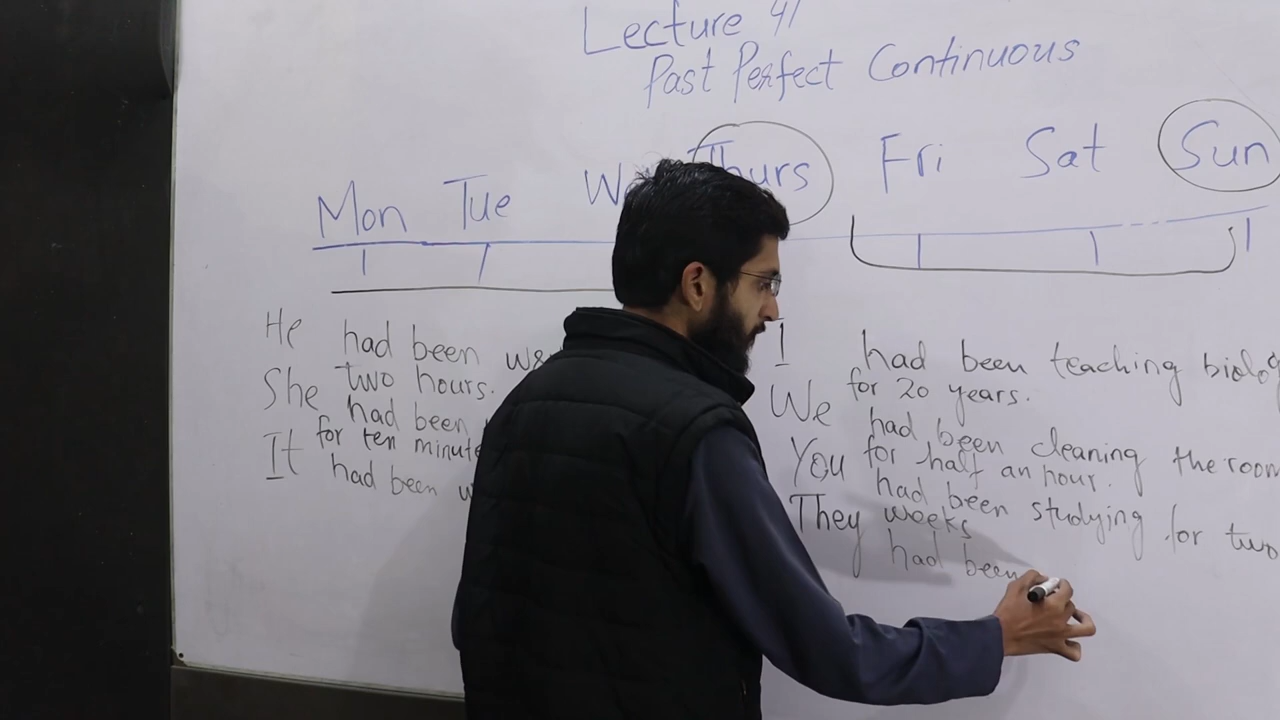 Lecture 41
Past Perfect Continuous
Mon Tue Thurs Fri Sat Sun
He had been
two hours.
She had been
for ten minute
It had been
I had been teaching biolog
for 20 years.
We had been cleaning the room
for half an hour.
You had been studying for two
weeks
They had been